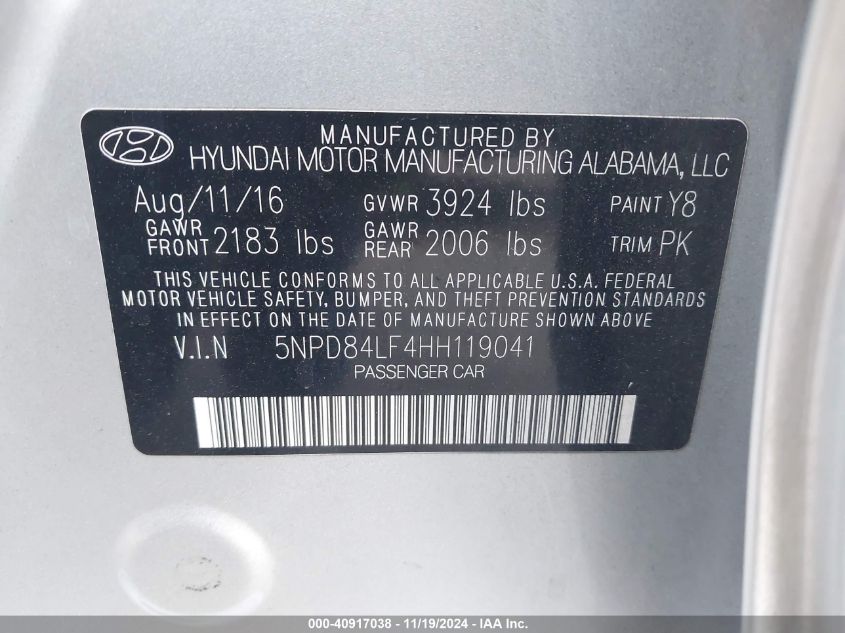 MANUFACTURED BY
HYUNDAI MOTOR MANUFACTURING ALABAMA, LLC
Aug/11/16 GVWR 3924 lbs PAINT Y8
GAWR FRONT 2183 lbs GAWR REAR 2006 lbs TRIM PK
THIS VEHICLE CONFORMS TO ALL APPLICABLE U.S.A. FEDERAL
MOTOR VEHICLE SAFETY, BUMPER, AND THEFT PREVENTION STANDARDS
IN EFFECT ON THE DATE OF MANUFACTURE SHOWN ABOVE
V.I.N 5NPD84LF4HH119041
PASSENGER CAR
000-40917038 - 11/19/2024 - IAA Inc.